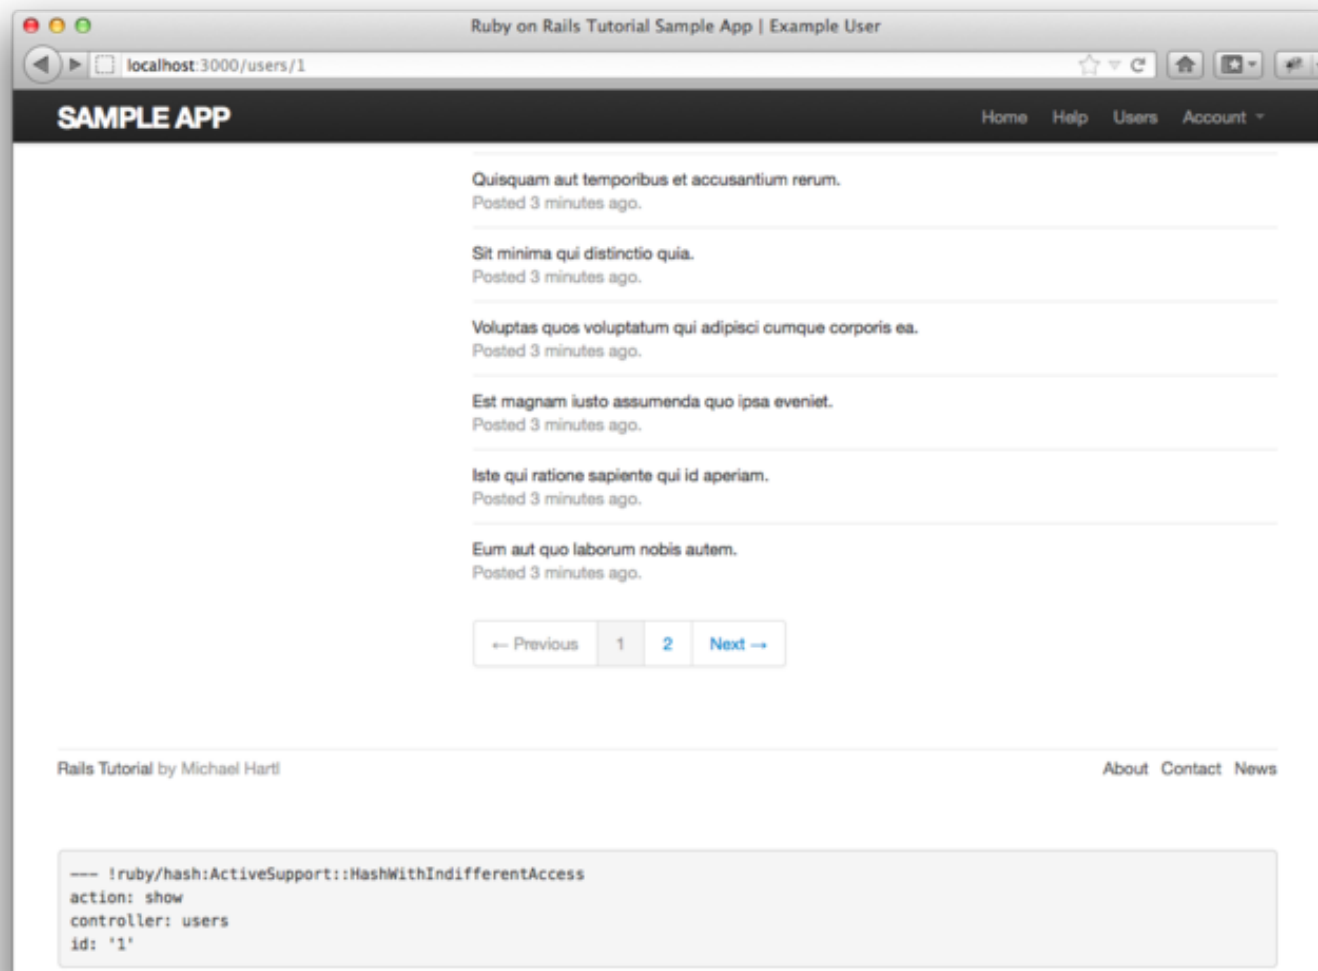 Ruby on Rails Tutorial Sample App | Example User
localhost:3000/users/1
SAMPLE APP Home Help Users Account
Quisquam aut temporibus et accusantium rerum.
Posted 3 minutes ago.
Sit minima qui distinctio quia.
Posted 3 minutes ago.
Voluptas quos voluptatum qui adipisci cumque corporis ea.
Posted 3 minutes ago.
Est magnam iusto assumenda quo ipsa eveniet.
Posted 3 minutes ago.
Iste qui ratione sapiente qui id aperiam.
Posted 3 minutes ago.
Eum aut quo laborum nobis autem.
Posted 3 minutes ago.
← Previous 1 2 Next →
Rails Tutorial by Michael Hartl About Contact News
--- !ruby/hash:ActiveSupport::HashWithIndifferentAccess
action: show
controller: users
id: '1'